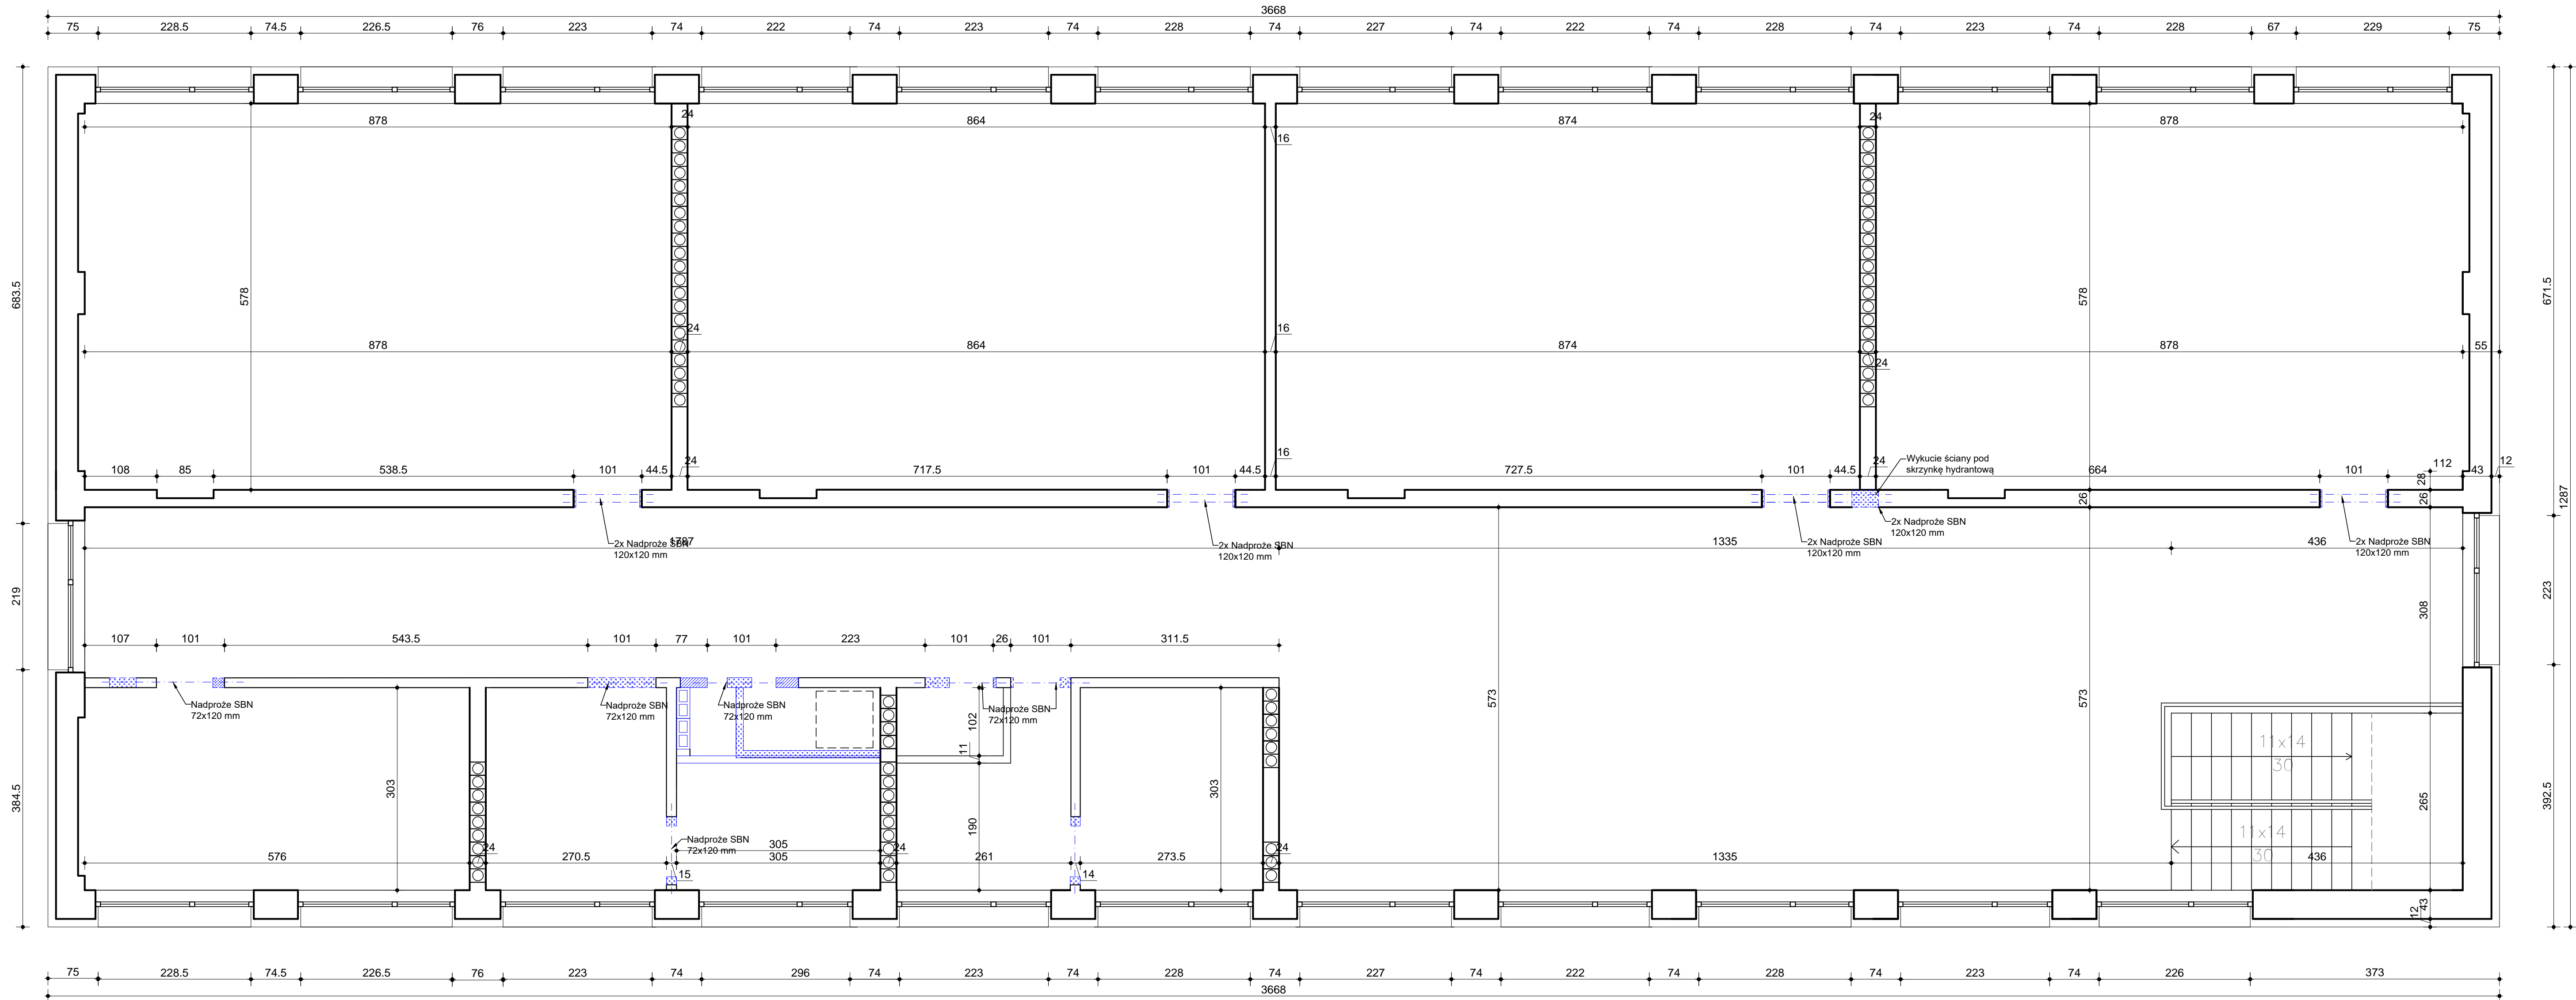 3668
75 228.5 74.5 226.5 76 223 74 222 74 223 74 228 74 227 74 222 74 228 74 223 74 228 67 229 75
24 24
878 864 874 878
16
683.5 578 578 671.5
1287
24 16
878 864 874 878 55
24
24 16 24
Wykucie ściany pod
skrzynkę hydrantową
112 12
108 85 538.5 101 44.5 717.5 101 44.5 727.5 101 44.5 664 101 43
28
26 26
2x Nadproże SBN
120x120 mm
2x Nadproże SBN
120x120 mm
2x Nadproże SBN
120x120 mm
2x Nadproże SBN
120x120 mm
2x Nadproże SBN
120x120 mm
1335 436
219 223
308
107 101 543.5 101 77 101 223 101 26 101 311.5
Nadproże SBN
72x120 mm
Nadproże SBN
72x120 mm
Nadproże SBN
72x120 mm
Nadproże SBN
72x120 mm
573 573
102
11
11x14
30
384.5 303 190 303 265 392.5
11x14
30
Nadproże SBN
72x120 mm
305
24 24 24
576 270.5 305 261 273.5 1335 436
15 14
12 43
75 228.5 74.5 226.5 76 223 74 296 74 223 74 228 74 227 74 222 74 228 74 223 74 226 373
3668